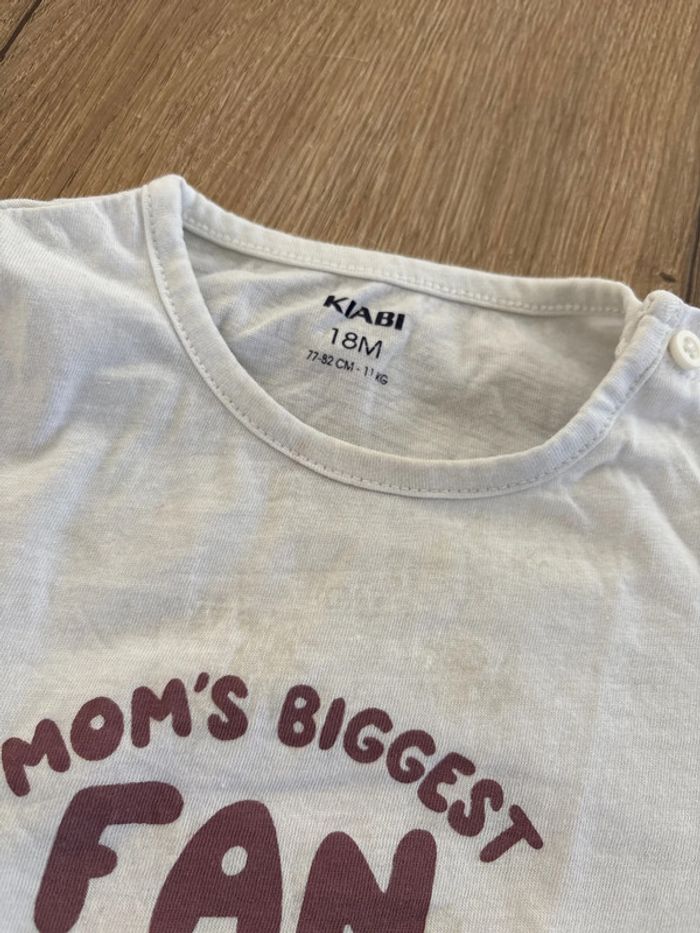 KIABI
18M
77-82 CM - 11 KG
MOM'S BIGGEST
FAN